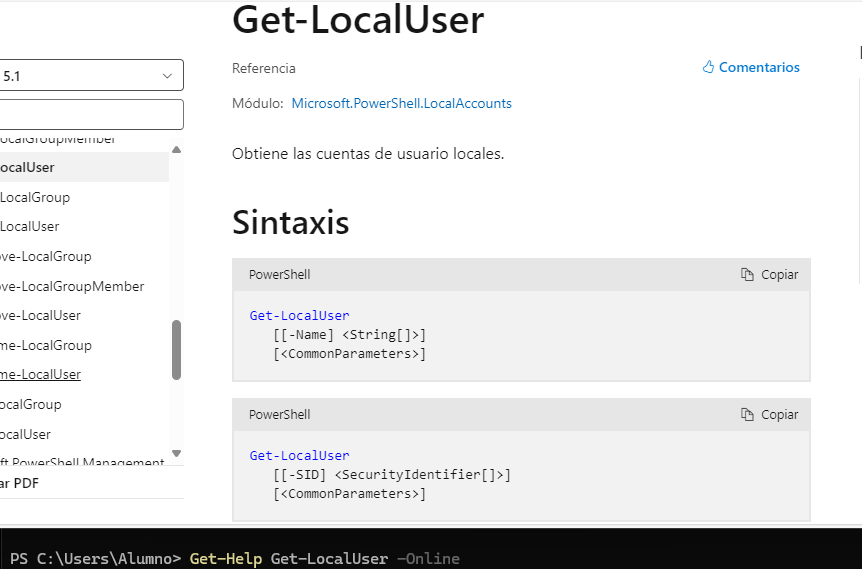 Get-LocalUser
Referencia
Comentarios
Módulo: Microsoft.PowerShell.LocalAccounts
Obtiene las cuentas de usuario locales.
Sintaxis
PowerShell
Copiar
Get-LocalUser
[[-Name] <String[]>]
[<CommonParameters>]
PowerShell
Copiar
Get-LocalUser
[[-SID] <SecurityIdentifier[]>]
[<CommonParameters>]
5.1
ocalGroupMember
ocalUser
LocalGroup
LocalUser
ove-LocalGroup
ove-LocalGroupMember
ove-LocalUser
me-LocalGroup
me-LocalUser
ocalGroup
ocalUser
ft.PowerShell.Management
ar PDF
PS C:\Users\Alumno> Get-Help Get-LocalUser -Online